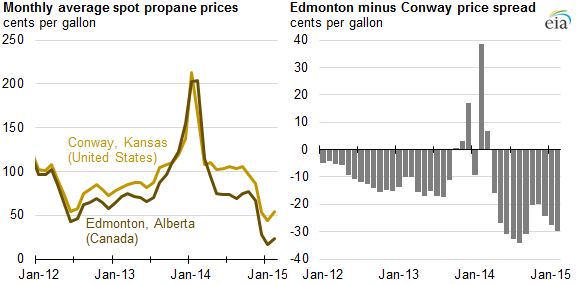 Monthly average spot propane prices
cents per gallon
250
200
150
100
50
0
Conway, Kansas
(United States)
Edmonton, Alberta
(Canada)
Jan-12
Jan-13
Jan-14
Jan-15
Edmonton minus Conway price spread
cents per gallon
eia
40
30
20
10
0
-10
-20
-30
-40
Jan-12
Jan-13
Jan-14
Jan-15